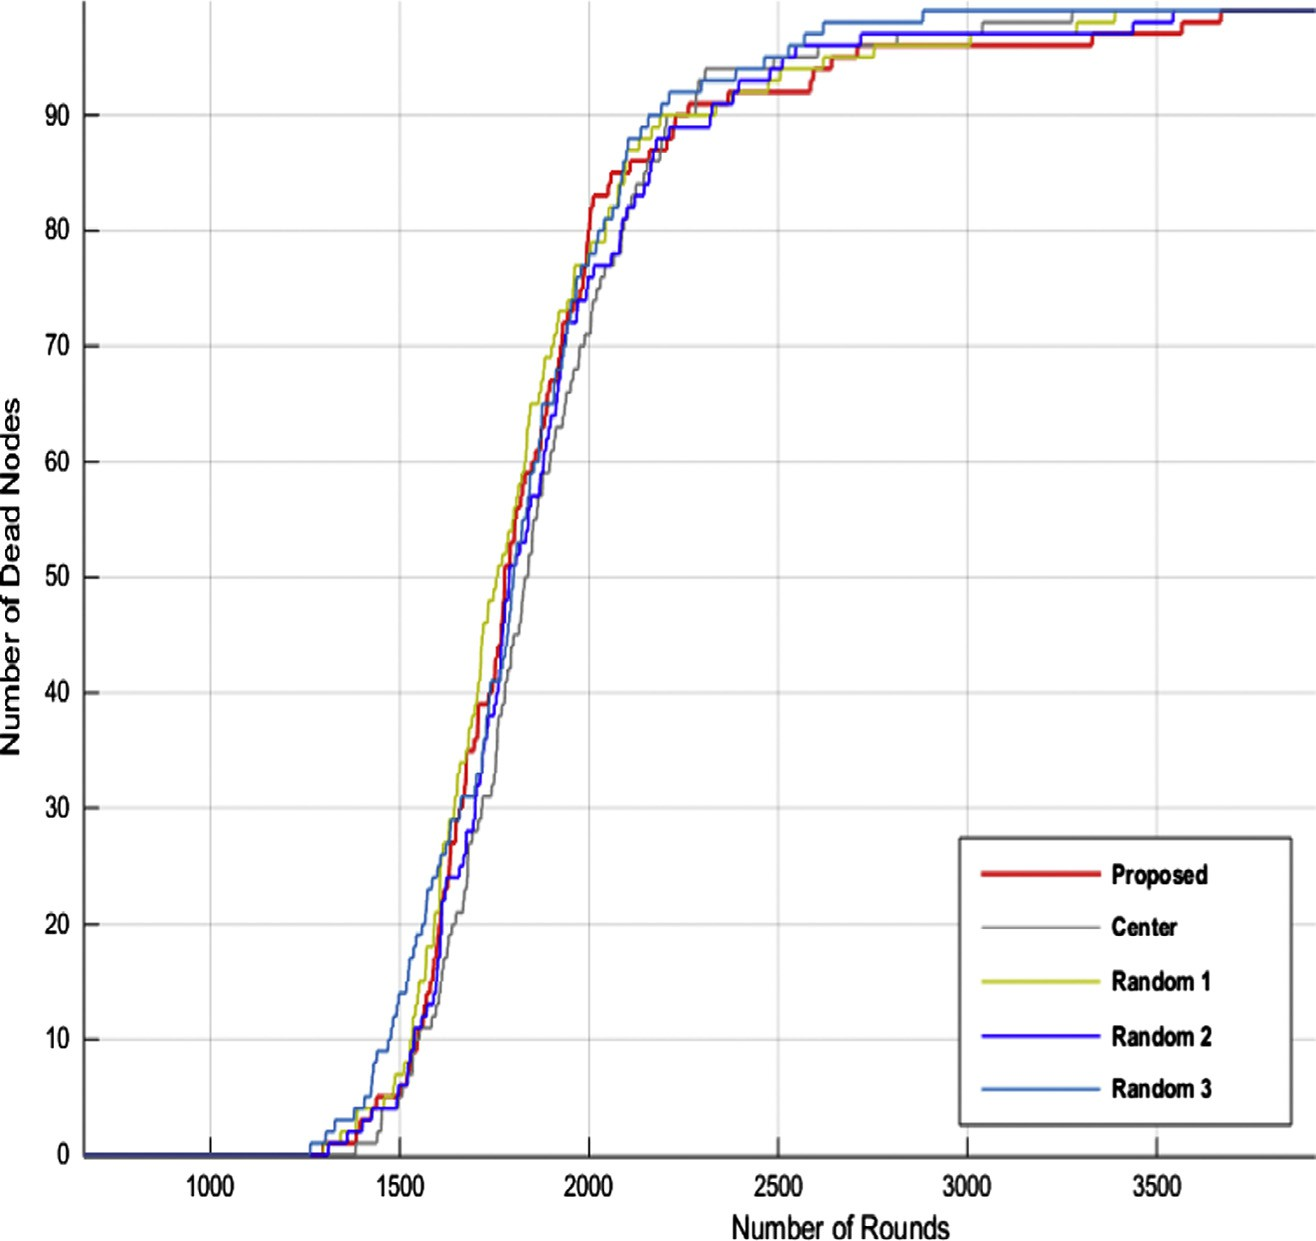 90
80
70
60
50
40
30
20
10
0
Number of Dead Nodes
1000 1500 2000 2500 3000 3500
Number of Rounds
Proposed
Center
Random 1
Random 2
Random 3